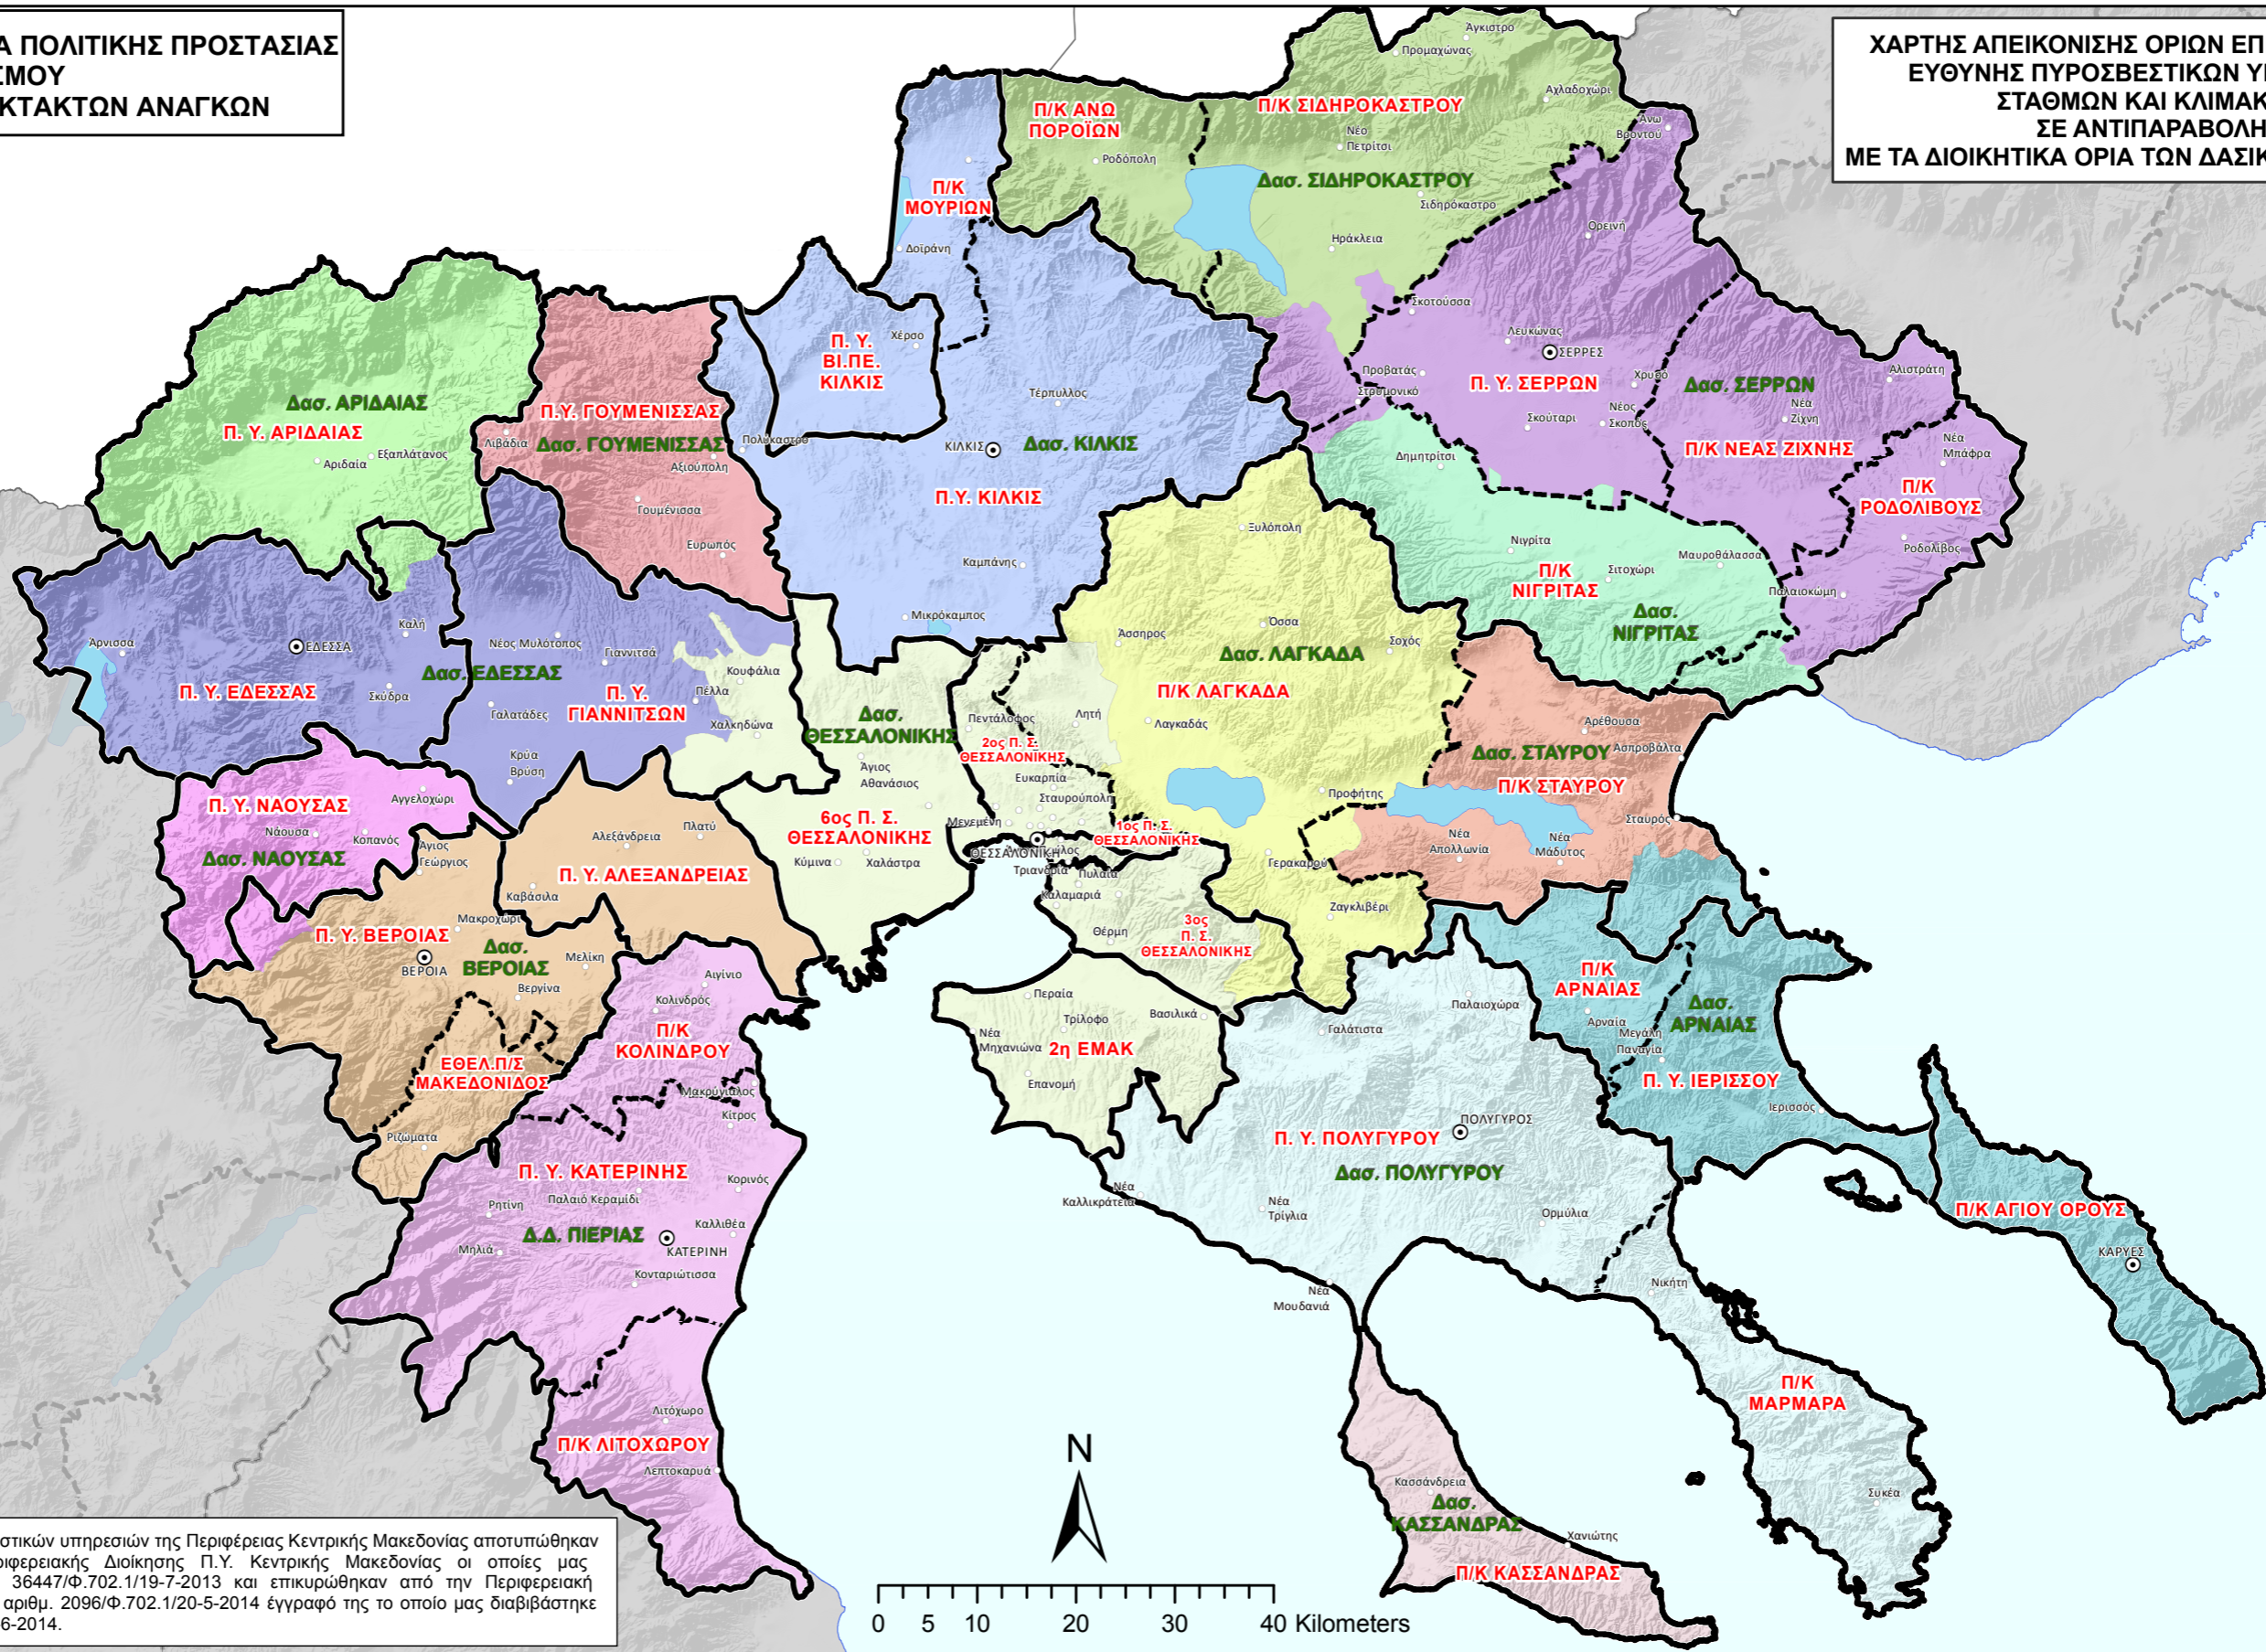 Α ΠΟΛΙΤΙΚΗΣ ΠΡΟΣΤΑΣΙΑΣ
ΣΜΟΥ
ΚΤΑΚΤΩΝ ΑΝΑΓΚΩΝ
ΧΑΡΤΗΣ ΑΠΕΙΚΟΝΙΣΗΣ ΟΡΙΩΝ ΕΠ
ΕΥΘΥΝΗΣ ΠΥΡΟΣΒΕΣΤΙΚΩΝ ΥΙ
ΣΤΑΘΜΩΝ ΚΑΙ ΚΛΙΜΑΚ
ΣΕ ΑΝΤΙΠΑΡΑΒΟΛΗ
ΜΕ ΤΑ ΔΙΟΙΚΗΤΙΚΑ ΟΡΙΑ ΤΩΝ ΔΑΣΙΚ
Άγκιστρο
Προμαχώνας
Αχλαδοχώρι
Π/Κ ΣΙΔΗΡΟΚΑΣΤΡΟΥ
Π/Κ ΑΝΩ
ΠΟΡΟΪΩΝ
Άνω
Βροντού
Νέο
Πετρίτσι
Ροδόπολη
Δασ. ΣΙΔΗΡΟΚΑΣΤΡΟΥ
Σιδηρόκαστρο
Π/Κ
ΜΟΥΡΙΩΝ
Δοϊράνη
Ηράκλεια
Ορεινή
Σκοτούσσα
Λευκώνας
ΣΕΡΡΕΣ
Π. Υ. ΣΕΡΡΩΝ
Χρυσό
Προβατάς
Στρυμονικό
Σκούταρι
Νέος
Σκοπός
Δασ. ΣΕΡΡΩΝ
Αλιστράτη
Νέα
Ζίχνη
Π/Κ ΝΕΑΣ ΖΙΧΝΗΣ
Νέα
Μπάφρα
Π/Κ
ΡΟΔΟΛΙΒΟΥΣ
Ροδολίβος
Παλαιοκώμη
Χέρσο
Π. Υ.
ΒΙ.ΠΕ.
ΚΙΛΚΙΣ
Τέρπυλλος
ΚΙΛΚΙΣ
Δασ. ΚΙΛΚΙΣ
Π.Υ. ΚΙΛΚΙΣ
Καμπάνης
Μικρόκαμπος
Πολύκαστρο
Δασ. ΑΡΙΔΑΙΑΣ
Π. Υ. ΑΡΙΔΑΙΑΣ
Αριδαία
Εξαπλάτανος
Π.Υ. ΓΟΥΜΕΝΙΣΣΑΣ
Λιβάδια
Δασ. ΓΟΥΜΕΝΙΣΣΑΣ
Αξιούπολη
Γουμένισσα
Ευρωπός
Δημητρίτσι
Νιγρίτα
Σιτοχώρι
Μαυροθάλασσα
Π/Κ
ΝΙΓΡΙΤΑΣ
Δασ.
ΝΙΓΡΙΤΑΣ
Ξυλόπολη
Άσσηρος
Όσσα
Σοχός
Δασ. ΛΑΓΚΑΔΑ
Π/Κ ΛΑΓΚΑΔΑ
Λαγκαδάς
Προφήτης
Γερακαρού
Ζαγκλιβέρι
Άρνισσα
ΕΔΕΣΣΑ
Καλή
Π. Υ. ΕΔΕΣΣΑΣ
Σκύδρα
Δασ. ΕΔΕΣΣΑΣ
Νέος Μυλότοπος
Γιαννιτσά
Π. Υ.
ΓΙΑΝΝΙΤΣΩΝ
Πέλλα
Γαλατάδες
Κρύα
Βρύση
Κουφάλια
Χαλκηδώνα
Δασ.
ΘΕΣΣΑΛΟΝΙΚΗΣ
Άγιος
Αθανάσιος
6ος Π. Σ.
ΘΕΣΣΑΛΟΝΙΚΗΣ
Κύμινα
Χαλάστρα
Πεντάλοφος
Λητή
2ος Π. Σ.
ΘΕΣΣΑΛΟΝΙΚΗΣ
Ευκαρπία
Σταυρούπολη
Μενεμένη
1ος Π. Σ.
ΘΕΣΣΑΛΟΝΙΚΗΣ
ΘΕΣΣΑΛΟΝΙΚΗ
Τριανδρία
Πυλαία
Καλαμαριά
Θέρμη
3ος
Π. Σ.
ΘΕΣΣΑΛΟΝΙΚΗΣ
Δασ. ΣΤΑΥΡΟΥ
Αρέθουσα
Ασπροβάλτα
Π/Κ ΣΤΑΥΡΟΥ
Σταυρός
Νέα
Απολλωνία
Νέα
Μάδυτος
Π. Υ. ΝΑΟΥΣΑΣ
Αγγελοχώρι
Νάουσα
Κοπανός
Δασ. ΝΑΟΥΣΑΣ
Άγιος
Γεώργιος
Αλεξάνδρεια
Πλατύ
Π. Υ. ΑΛΕΞΑΝΔΡΕΙΑΣ
Καβάσιλα
Μακροχώρι
Π. Υ. ΒΕΡΟΙΑΣ
ΒΕΡΟΙΑ
Δασ.
ΒΕΡΟΙΑΣ
Μελίκη
Βεργίνα
ΕΘΕΛ.Π/Σ
ΜΑΚΕΔΟΝΙΔΟΣ
Ριζώματα
Αιγίνιο
Κολινδρός
Π/Κ
ΚΟΛΙΝΔΡΟΥ
Μακρύγιαλος
Κίτρος
Π. Υ. ΚΑΤΕΡΙΝΗΣ
Κορινός
Παλαιό Κεραμίδι
Ρητίνη
Δ.Δ. ΠΙΕΡΙΑΣ
Καλλιθέα
ΚΑΤΕΡΙΝΗ
Μηλιά
Κονταριώτισσα
Λιτόχωρο
Π/Κ ΛΙΤΟΧΩΡΟΥ
Λεπτοκαρυά
Περαία
Τρίλοφο
Βασιλικά
Νέα
Μηχανιώνα
2η ΕΜΑΚ
Επανομή
Παλαιοχώρα
Γαλάτιστα
Π/Κ
ΑΡΝΑΙΑΣ
Αρναία
Μεγάλη
Παναγία
Δασ.
ΑΡΝΑΙΑΣ
Π. Υ. ΙΕΡΙΣΣΟΥ
Ιερισσός
ΠΟΛΥΓΥΡΟΣ
Π. Υ. ΠΟΛΥΓΥΡΟΥ
Δασ. ΠΟΛΥΓΥΡΟΥ
Νέα
Καλλικράτεια
Νέα
Τρίγλια
Ορμύλια
Νέα
Μουδανιά
Νικήτη
Π/Κ ΑΓΙΟΥ ΟΡΟΥΣ
ΚΑΡΥΕΣ
Π/Κ
ΜΑΡΜΑΡΑ
Συκέα
Κασσάνδρεια
Δασ.
ΚΑΣΣΑΝΔΡΑΣ
Χανιώτης
Π/Κ ΚΑΣΣΑΝΔΡΑΣ
N
0 5 10 20 30 40 Kilometers
στικών υπηρεσιών της Περιφέρειας Κεντρικής Μακεδονίας αποτυπώθηκαν
ριφερειακής Διοίκησης Π.Υ. Κεντρικής Μακεδονίας οι οποίες μας
36447/Φ.702.1/19-7-2013 και επικυρώθηκαν από την Περιφερειακή
αριθμ. 2096/Φ.702.1/20-5-2014 έγγραφό της το οποίο μας διαβιβάστηκε
6-2014.